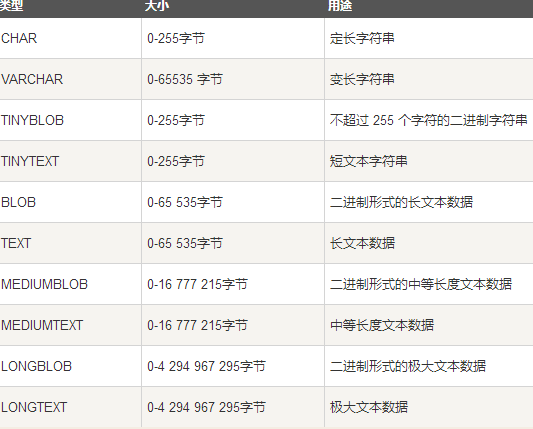 类型 大小 用途
CHAR 0-255字节 定长字符串
VARCHAR 0-65535 字节 变长字符串
TINYBLOB 0-255字节 不超过 255 个字符的二进制字符串
TINYTEXT 0-255字节 短文本字符串
BLOB 0-65 535字节 二进制形式的长文本数据
TEXT 0-65 535字节 长文本数据
MEDIUMBLOB 0-16 777 215字节 二进制形式的中等长度文本数据
MEDIUMTEXT 0-16 777 215字节 中等长度文本数据
LONGBLOB 0-4 294 967 295字节 二进制形式的极大文本数据
LONGTEXT 0-4 294 967 295字节 极大文本数据